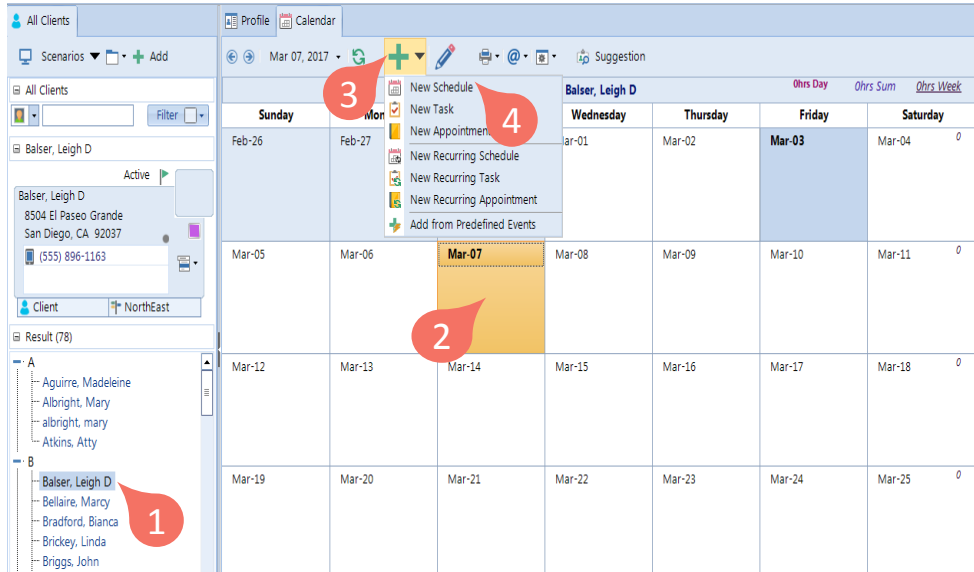 All Clients
Profile Calendar
Scenarios Add
Mar 07, 2017 Suggestion
3
All Clients
Filter
Balser, Leigh D
Active
Balser, Leigh D
8504 El Paseo Grande
San Diego, CA 92037
(555) 896-1163
Client NorthEast
Result (78)
A
Aguirre, Madeleine
Albright, Mary
albright, mary
Atkins, Atty
B
Balser, Leigh D
Bellaire, Marcy
Bradford, Bianca
Brickey, Linda
Briggs, John
1
New Schedule
New Task
New Appointment
New Recurring Schedule
New Recurring Task
New Recurring Appointment
Add from Predefined Events
4
Balser, Leigh D 0hrs Day 0hrs Sum 0hrs Week
Sunday Mon Wednesday Thursday Friday Saturday
Feb-26 Feb-27 Mar-01 Mar-02 Mar-03 Mar-04 0
Mar-05 Mar-06 Mar-07 Mar-08 Mar-09 Mar-10 Mar-11 0
2
Mar-12 Mar-13 Mar-14 Mar-15 Mar-16 Mar-17 Mar-18 0
Mar-19 Mar-20 Mar-21 Mar-22 Mar-23 Mar-24 Mar-25 0